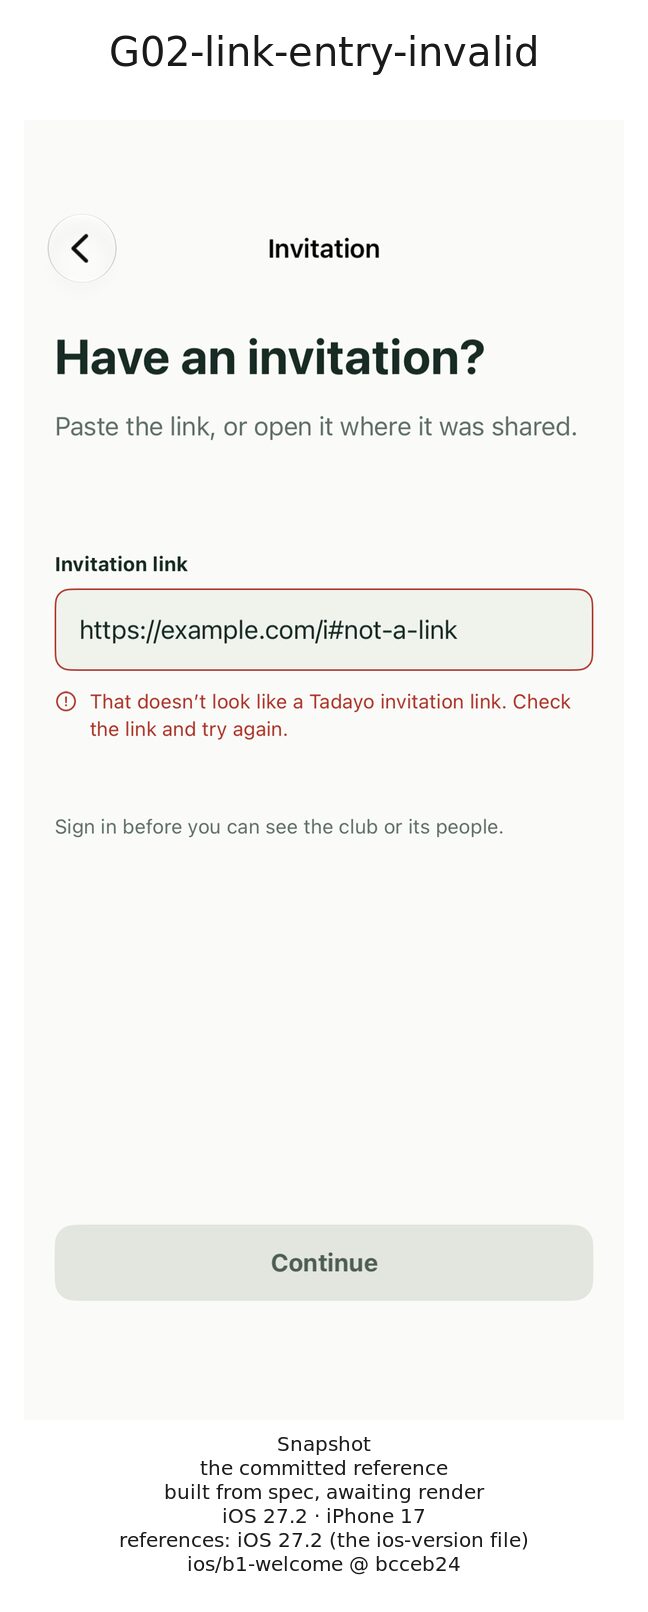 G02-link-entry-invalid
Invitation
Have an invitation?
Paste the link, or open it where it was shared.
Invitation link
https://example.com/i#not-a-link
That doesn’t look like a Tadayo invitation link. Check
the link and try again.
Sign in before you can see the club or its people.
Continue
Snapshot
the committed reference
built from spec, awaiting render
iOS 27.2 · iPhone 17
references: iOS 27.2 (the ios-version file)
ios/b1-welcome @ bcceb24